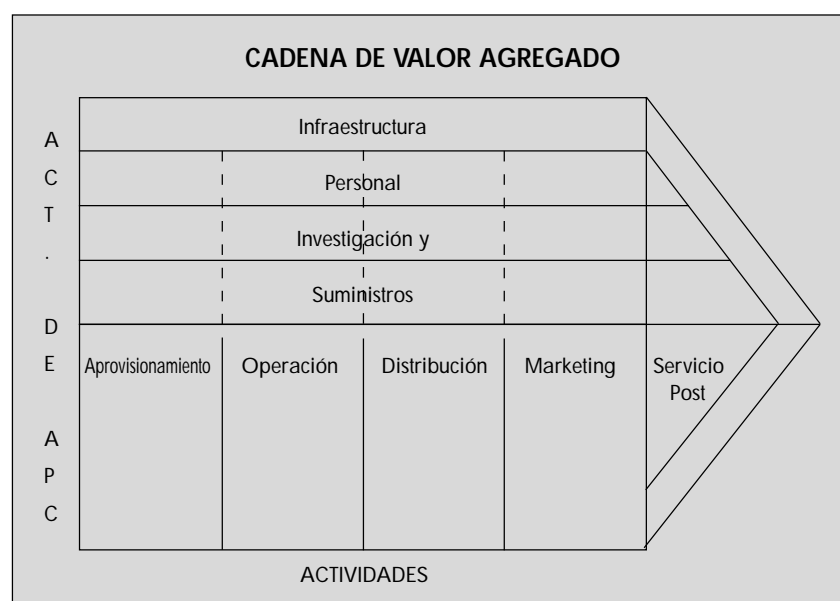 CADENA DE VALOR AGREGADO
A
C
T
.
D
E
A
P
C
Infraestructura
Personal
Investigación y
Suministros
Aprovisionamiento
Operación
Distribución
Marketing
Servicio
Post
ACTIVIDADES